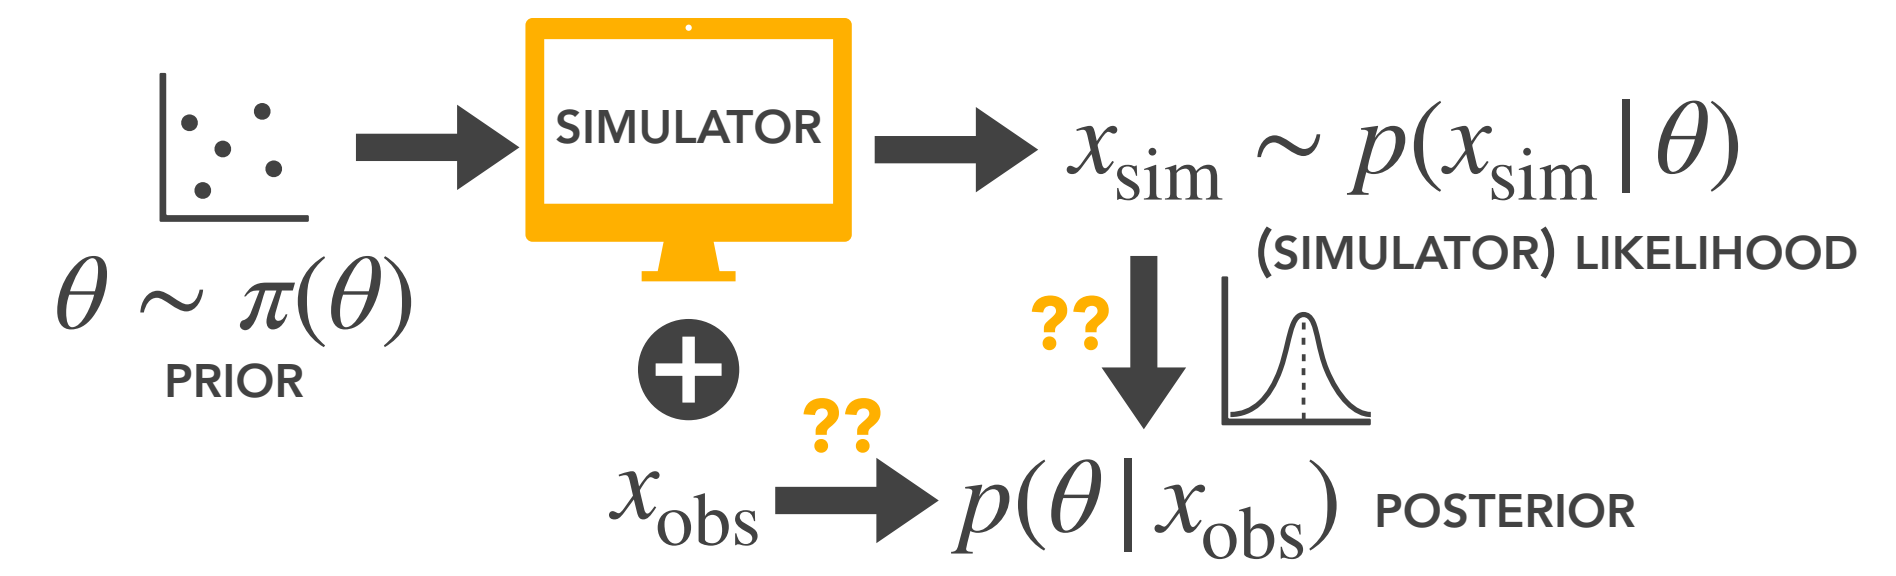 SIMULATOR
x_sim ~ p(x_sim | θ)
(SIMULATOR) LIKELIHOOD
θ ~ π(θ)
PRIOR
??
??
x_obs
p(θ | x_obs)
POSTERIOR